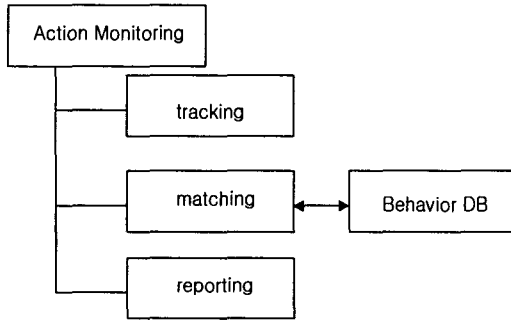 Action Monitoring
tracking
matching
Behavior DB
reporting